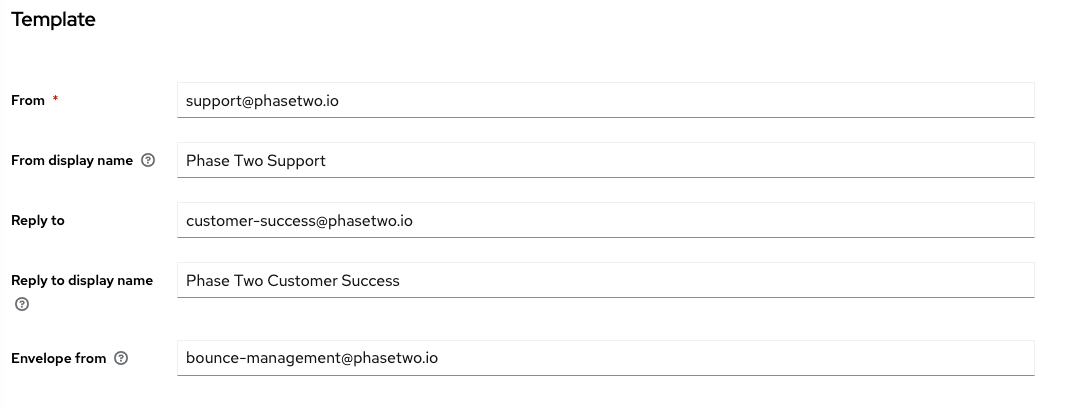 Template
From *
support@phasetwo.io
From display name
Phase Two Support
Reply to
customer-success@phasetwo.io
Reply to display name
Phase Two Customer Success
Envelope from
bounce-management@phasetwo.io